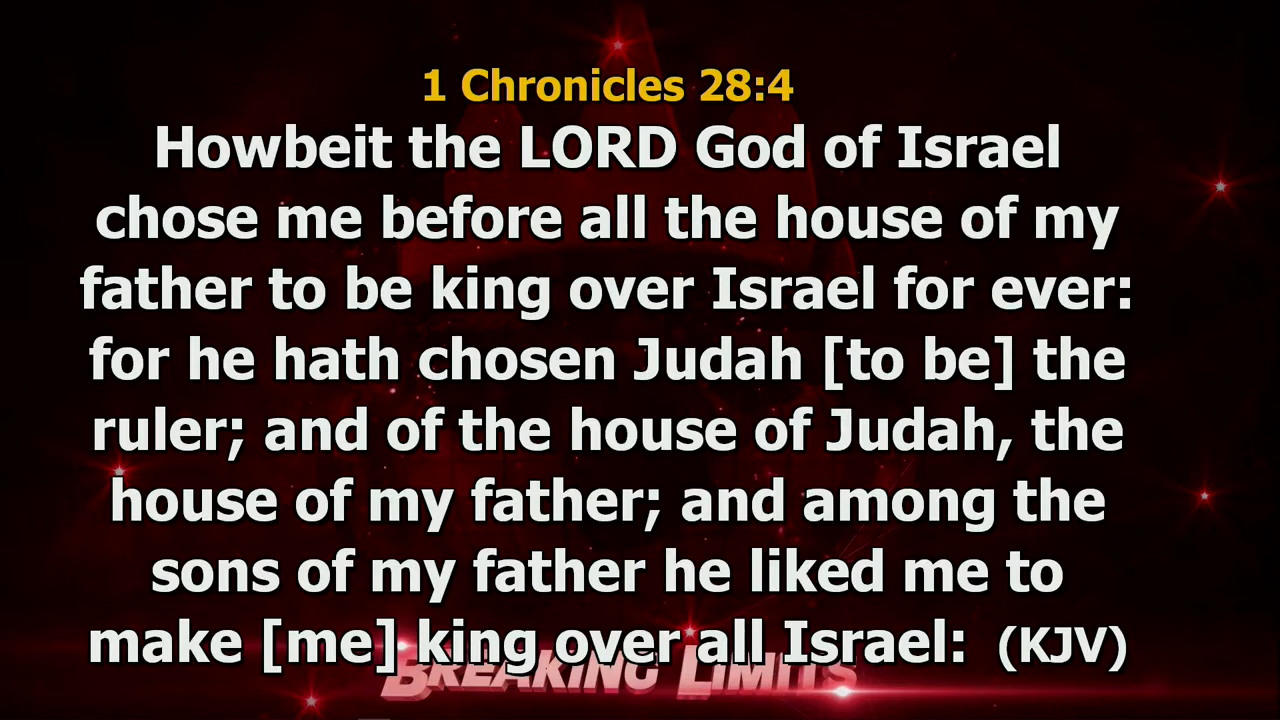 1 Chronicles 28:4
Howbeit the LORD God of Israel
chose me before all the house of my
father to be king over Israel for ever:
for he hath chosen Judah [to be] the
ruler; and of the house of Judah, the
house of my father; and among the
sons of my father he liked me to
make [me] king over all Israel: (KJV)
BREAKING LIMITS